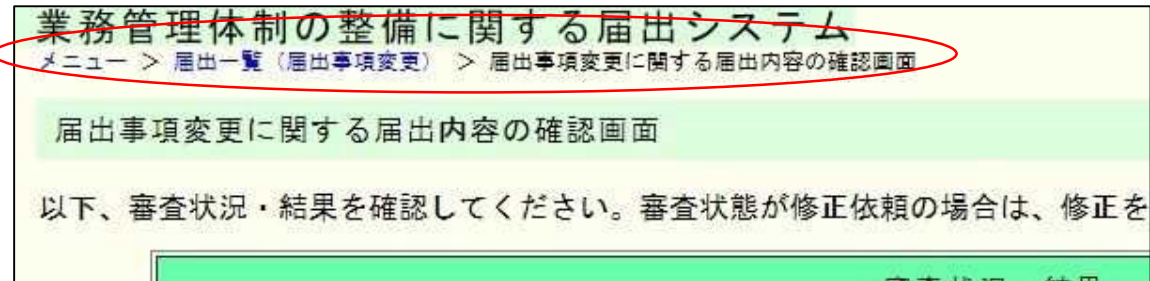 業務管理体制の整備に関する届出システム
メニュー > 届出一覧（届出事項変更） > 届出事項変更に関する届出内容の確認画面
届出事項変更に関する届出内容の確認画面
以下、審査状況・結果を確認してください。審査状態が修正依頼の場合は、修正を